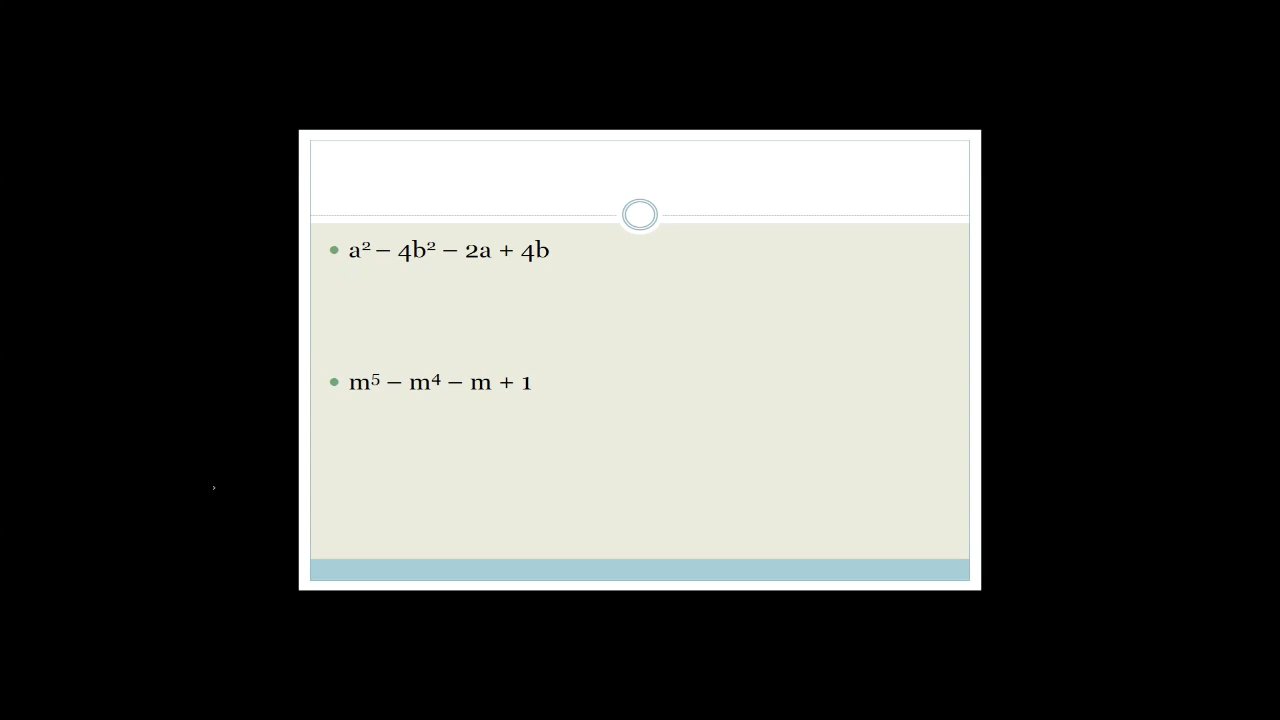 • a² – 4b² – 2a + 4b
• m⁵ – m⁴ – m + 1